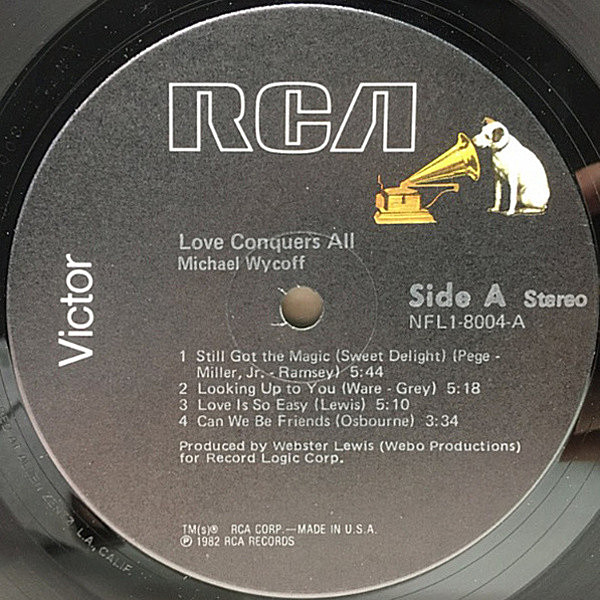 RCA
Victor
Love Conquers All
Michael Wycoff
Side A Stereo
NFL1-8004-A
1 Still Got the Magic (Sweet Delight) (Pege -
Miller, Jr. - Ramsey) 5:44
2 Looking Up to You (Ware - Grey) 5:18
3 Love Is So Easy (Lewis) 5:10
4 Can We Be Friends (Osbourne) 3:34
Produced by Webster Lewis (Webo Productions)
for Record Logic Corp.
TM(s)® RCA CORP.—MADE IN U.S.A.
℗ 1982 RCA RECORDS
L.A., CALIF.